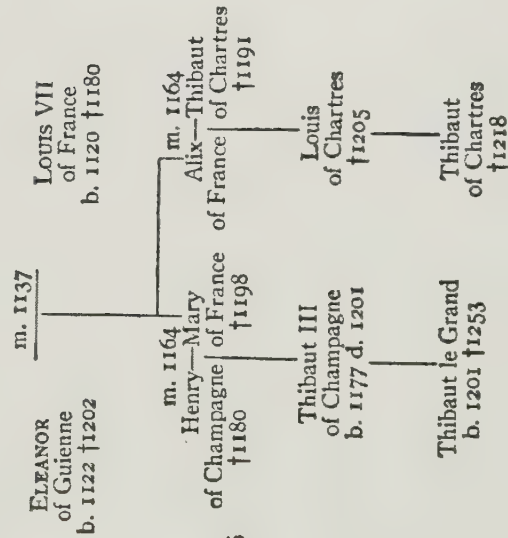 m. 1137
ELEANOR
of Guienne
b. 1122 †1202
LOUIS VII
of France
b. 1120 †1180
m. 1164
Henry—Mary
of Champagne of France
†1180 †1198
m. 1164
Alix—Thibaut
of France of Chartres
†1191
Thibaut III
of Champagne
b. 1177 d. 1201
Louis
of Chartres
†1205
Thibaut le Grand
b. 1201 †1253
Thibaut
of Chartres
†1218